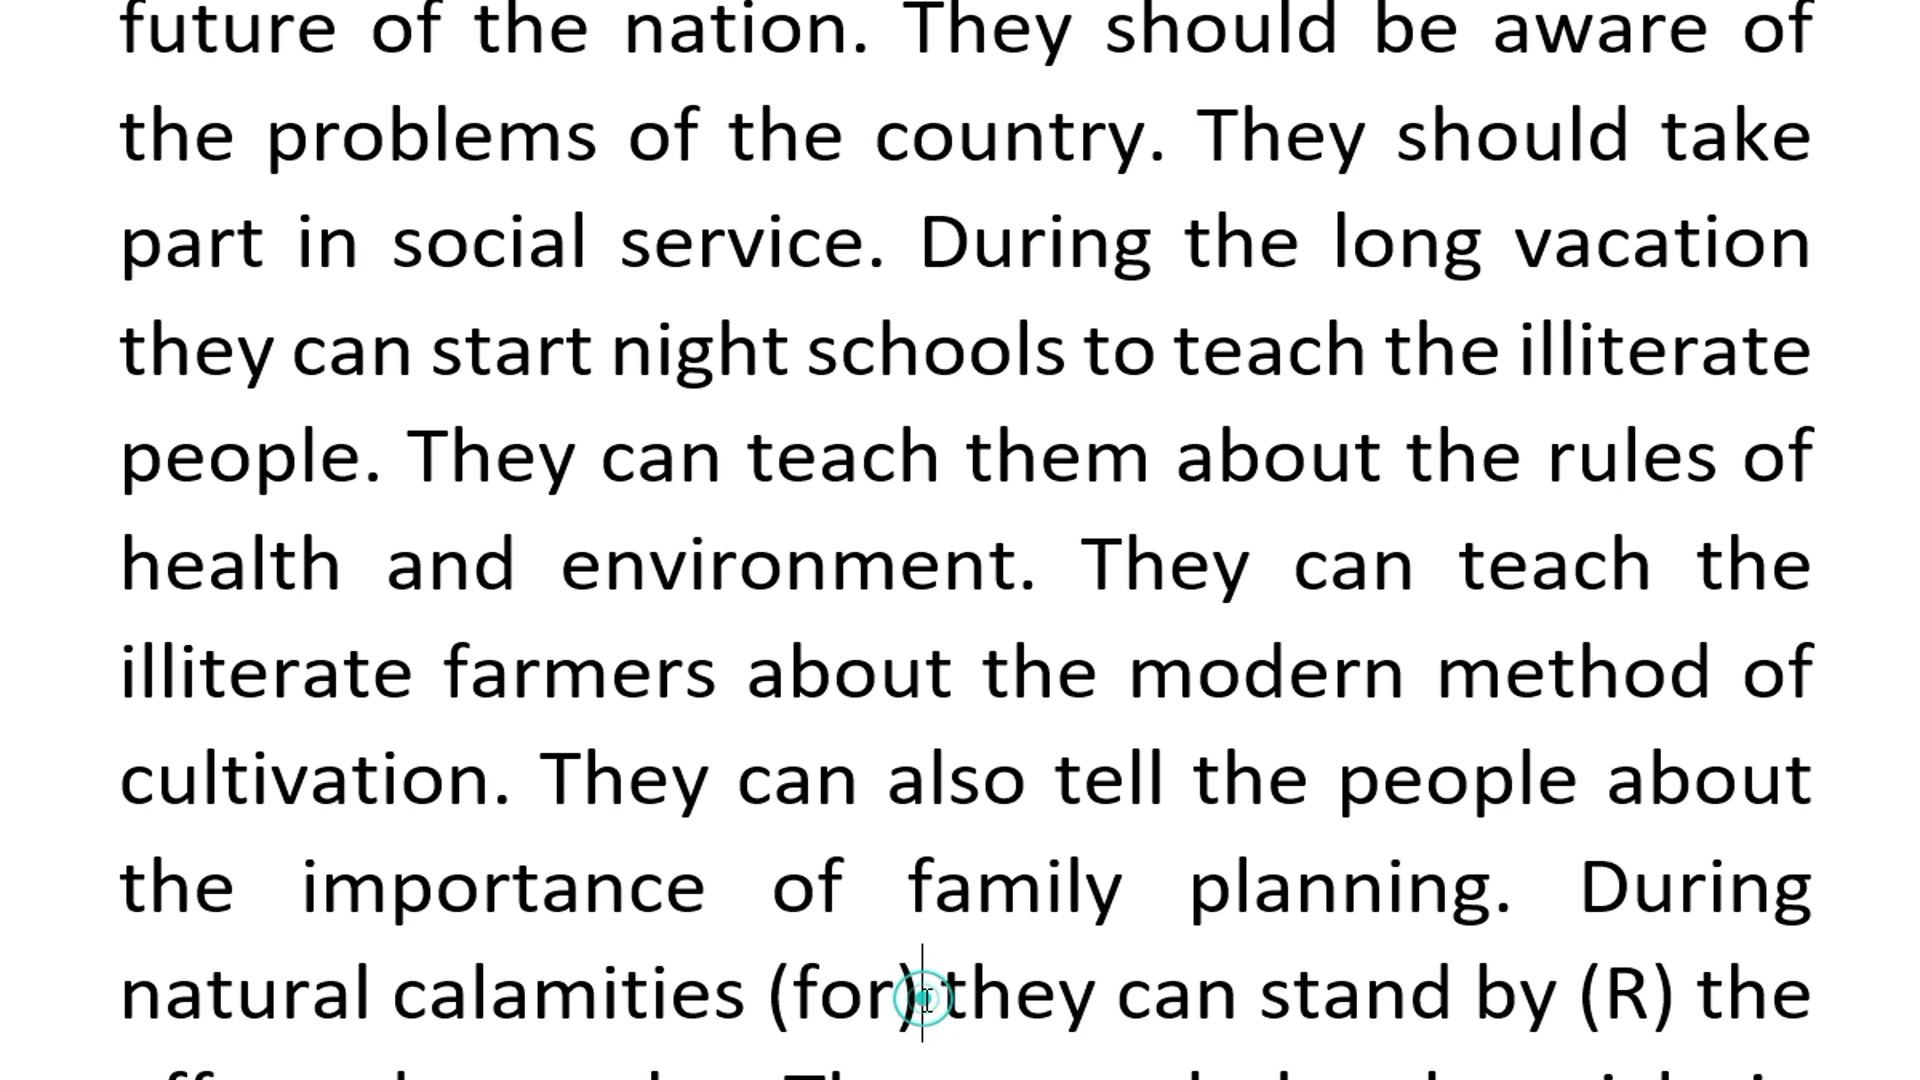 future of the nation. They should be aware of
the problems of the country. They should take
part in social service. During the long vacation
they can start night schools to teach the illiterate
people. They can teach them about the rules of
health and environment. They can teach the
illiterate farmers about the modern method of
cultivation. They can also tell the people about
the importance of family planning. During
natural calamities (for) they can stand by (R) the